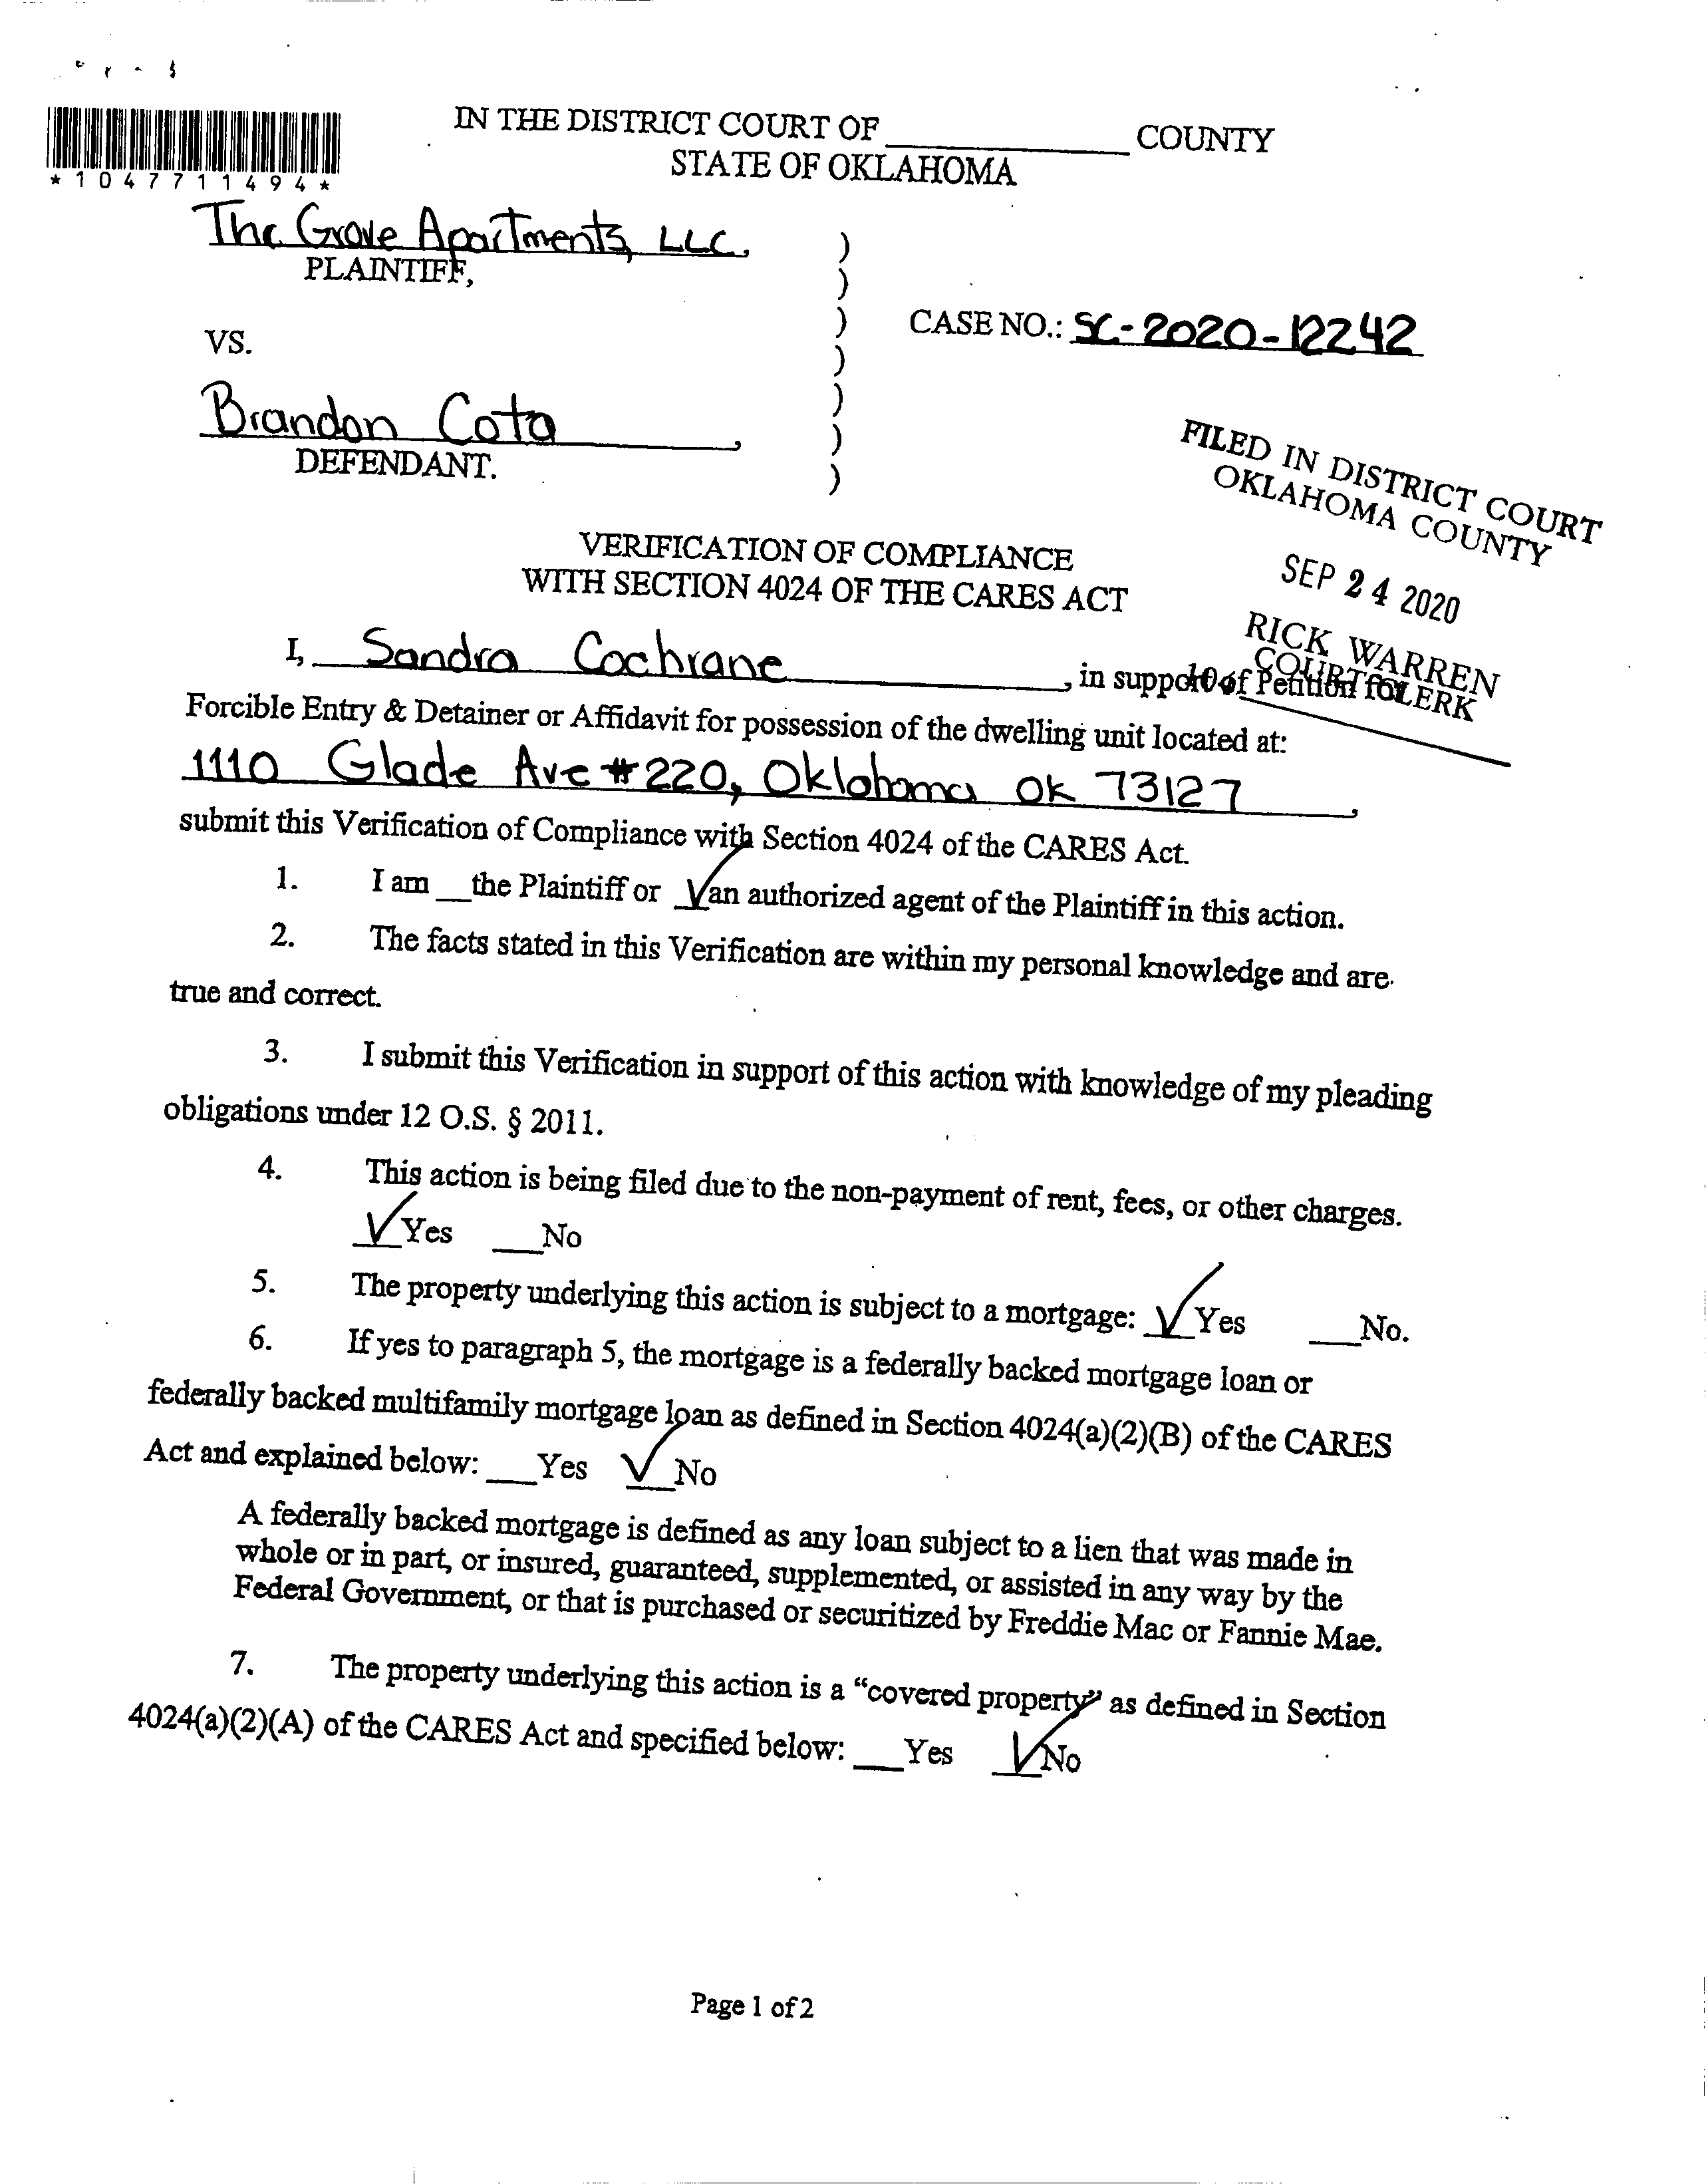 *1047711494*
IN THE DISTRICT COURT OF ____________ COUNTY
STATE OF OKLAHOMA
The Grove Apartments, LLC.
PLAINTIFF,
VS.
CASE NO.: SC-2020-12242
Brandon Cota,
DEFENDANT.
FILED IN DISTRICT COURT
OKLAHOMA COUNTY
SEP 24 2020
RICK WARREN
COURT CLERK
VERIFICATION OF COMPLIANCE
WITH SECTION 4024 OF THE CARES ACT
I, Sandra Cochrane, in support of Petition for
Forcible Entry & Detainer or Affidavit for possession of the dwelling unit located at:
1110 Glade Ave #220, Oklahoma OK 73127,
submit this Verification of Compliance with Section 4024 of the CARES Act.
1. I am __the Plaintiff or ✓an authorized agent of the Plaintiff in this action.
2. The facts stated in this Verification are within my personal knowledge and are
true and correct.
3. I submit this Verification in support of this action with knowledge of my pleading
obligations under 12 O.S. § 2011.
4. This action is being filed due to the non-payment of rent, fees, or other charges.
✓Yes ___No
5. The property underlying this action is subject to a mortgage: ✓Yes ___No.
6. If yes to paragraph 5, the mortgage is a federally backed mortgage loan or
federally backed multifamily mortgage loan as defined in Section 4024(a)(2)(B) of the CARES
Act and explained below: ___Yes ✓No
A federally backed mortgage is defined as any loan subject to a lien that was made in
whole or in part, or insured, guaranteed, supplemented, or assisted in any way by the
Federal Government, or that is purchased or securitized by Freddie Mac or Fannie Mae.
7. The property underlying this action is a “covered property” as defined in Section
4024(a)(2)(A) of the CARES Act and specified below: ___Yes ✓No
Page 1 of 2